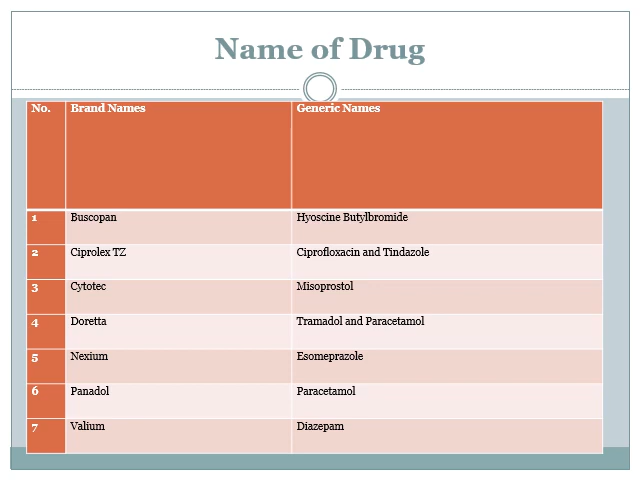 Name of Drug
No. Brand Names Generic Names
1 Buscopan Hyoscine Butylbromide
2 Ciprolex TZ Ciprofloxacin and Tindazole
3 Cytotec Misoprostol
4 Doretta Tramadol and Paracetamol
5 Nexium Esomeprazole
6 Panadol Paracetamol
7 Valium Diazepam